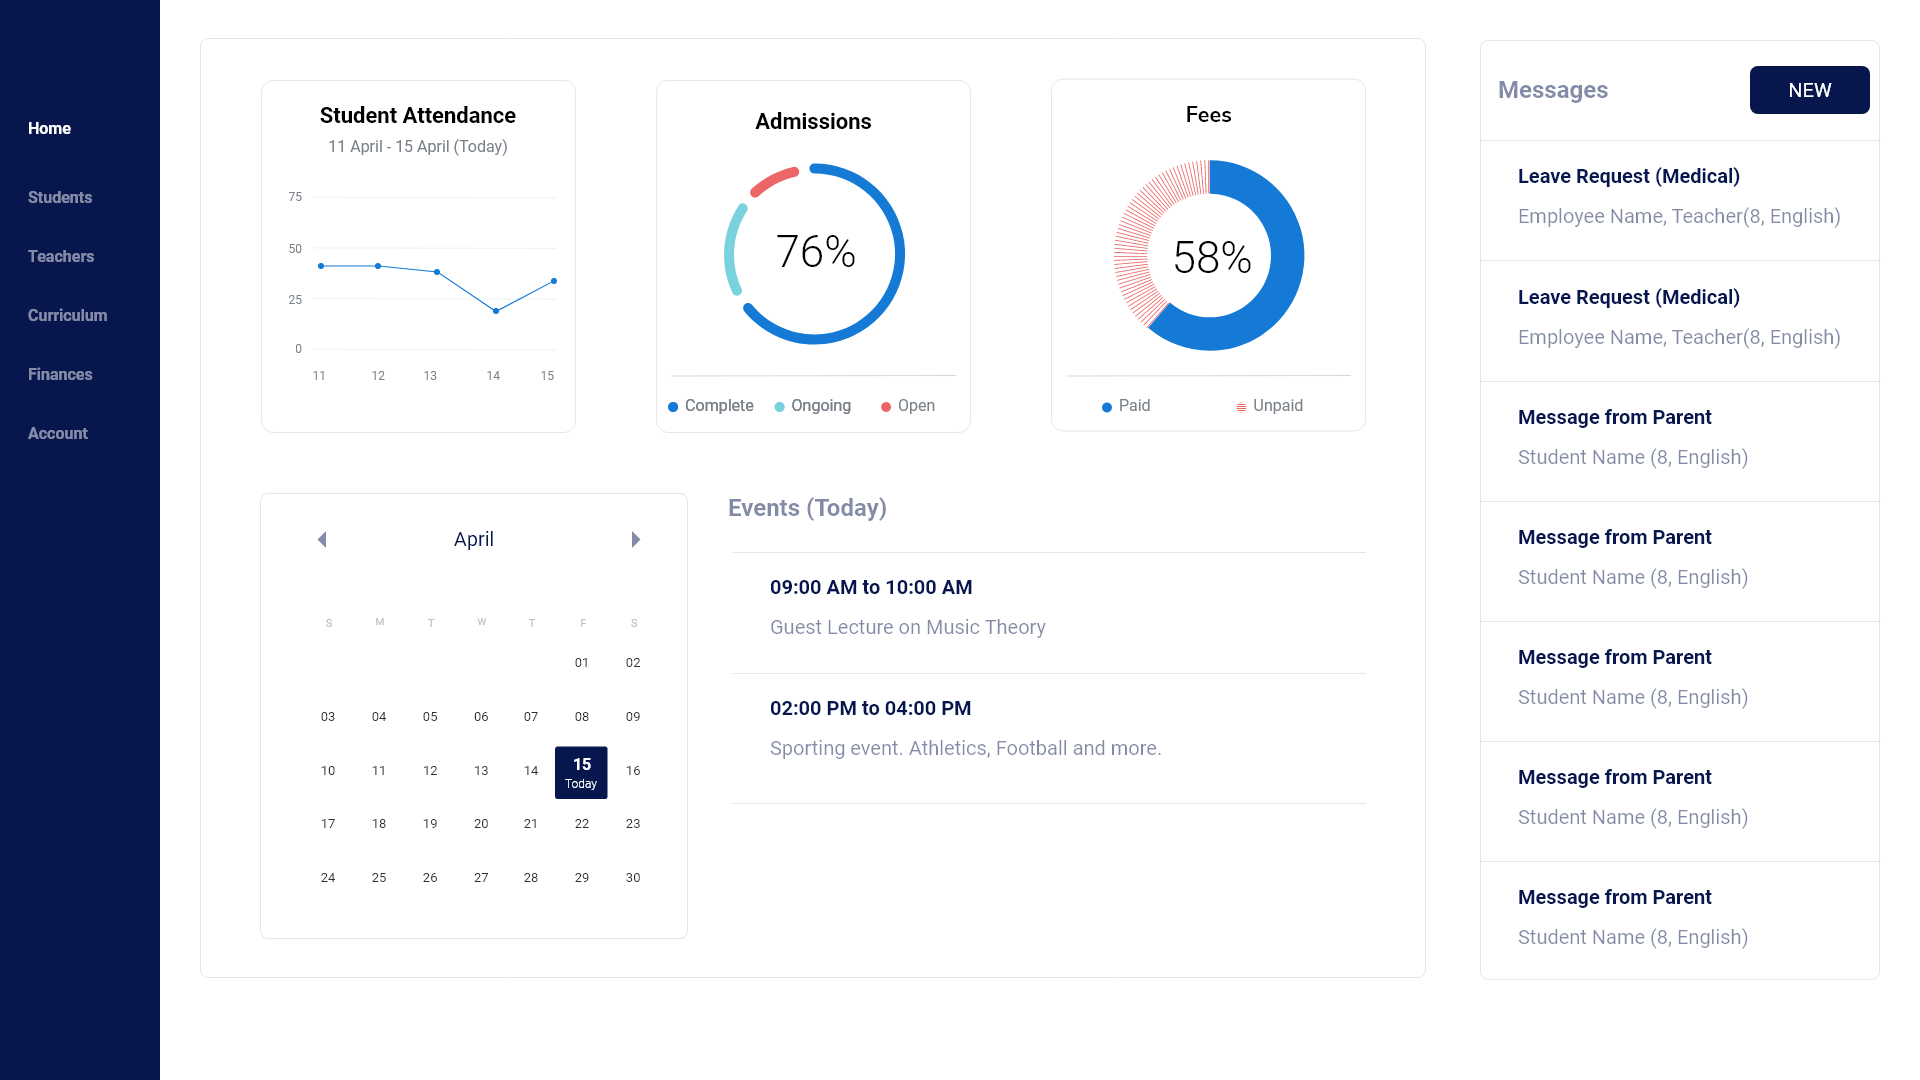 Home
Students
Teachers
Curriculum
Finances
Account
Student Attendance
11 April - 15 April (Today)
75
50
25
0
11 12 13 14 15
Admissions
76%
Complete Ongoing Open
Fees
58%
Paid Unpaid
April
S M T W T F S
01 02
03 04 05 06 07 08 09
10 11 12 13 14 15 16
Today
17 18 19 20 21 22 23
24 25 26 27 28 29 30
Events (Today)
09:00 AM to 10:00 AM
Guest Lecture on Music Theory
02:00 PM to 04:00 PM
Sporting event. Athletics, Football and more.
Messages
NEW
Leave Request (Medical)
Employee Name, Teacher(8, English)
Leave Request (Medical)
Employee Name, Teacher(8, English)
Message from Parent
Student Name (8, English)
Message from Parent
Student Name (8, English)
Message from Parent
Student Name (8, English)
Message from Parent
Student Name (8, English)
Message from Parent
Student Name (8, English)